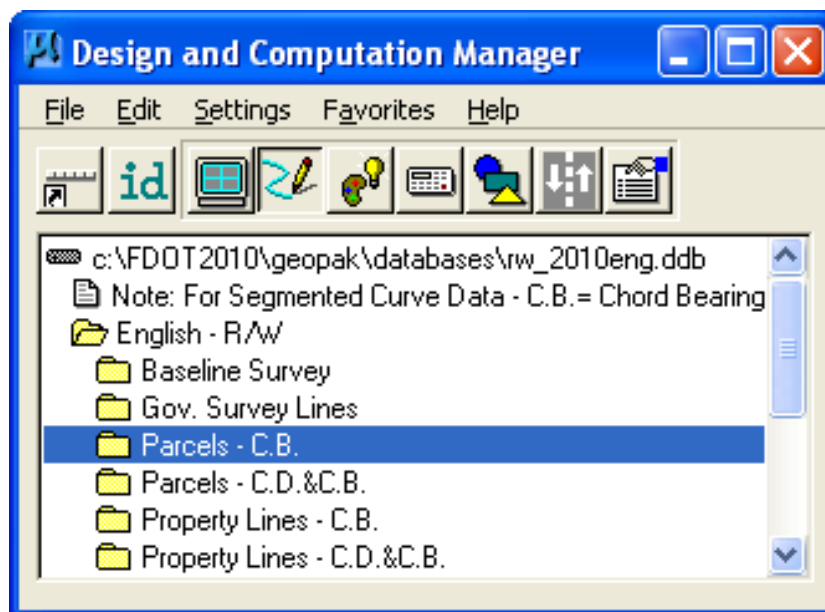 Design and Computation Manager
File Edit Settings Favorites Help
id
c:\FDOT2010\geopak\databases\rw_2010eng.ddb
Note: For Segmented Curve Data - C.B.= Chord Bearing
English - R/W
Baseline Survey
Gov. Survey Lines
Parcels - C.B.
Parcels - C.D.&C.B.
Property Lines - C.B.
Property Lines - C.D.&C.B.